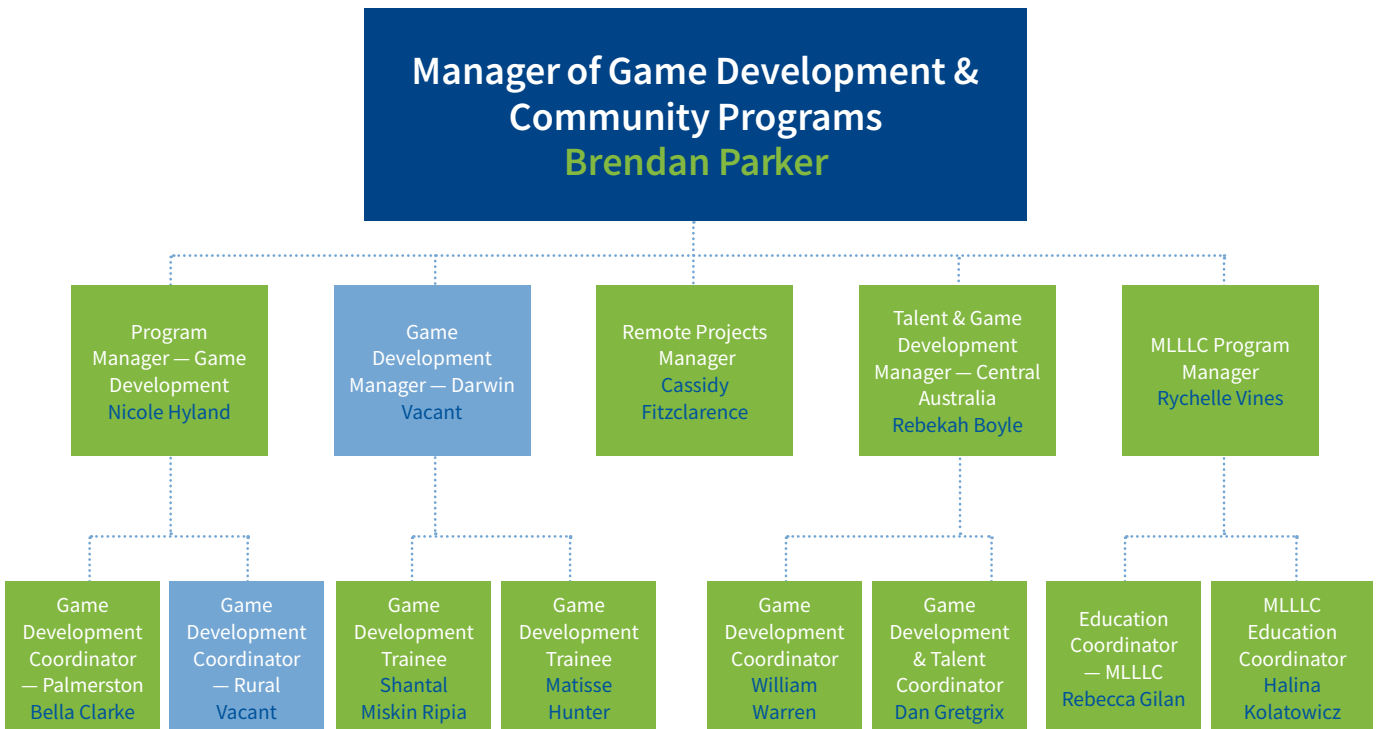 Manager of Game Development &
Community Programs
Brendan Parker
Program
Manager — Game
Development
Nicole Hyland
Game
Development
Manager — Darwin
Vacant
Remote Projects
Manager
Cassidy
Fitzclarence
Talent & Game
Development
Manager — Central
Australia
Rebekah Boyle
MLLLC Program
Manager
Rychelle Vines
Game
Development
Coordinator
— Palmerston
Bella Clarke
Game
Development
Coordinator
— Rural
Vacant
Game
Development
Trainee
Shantal
Miskin Ripia
Game
Development
Trainee
Matisse
Hunter
Game
Development
Coordinator
William
Warren
Game
Development
& Talent
Coordinator
Dan Gretgrix
Education
Coordinator
— MLLLC
Rebecca Gilan
MLLLC
Education
Coordinator
Halina
Kolatowicz